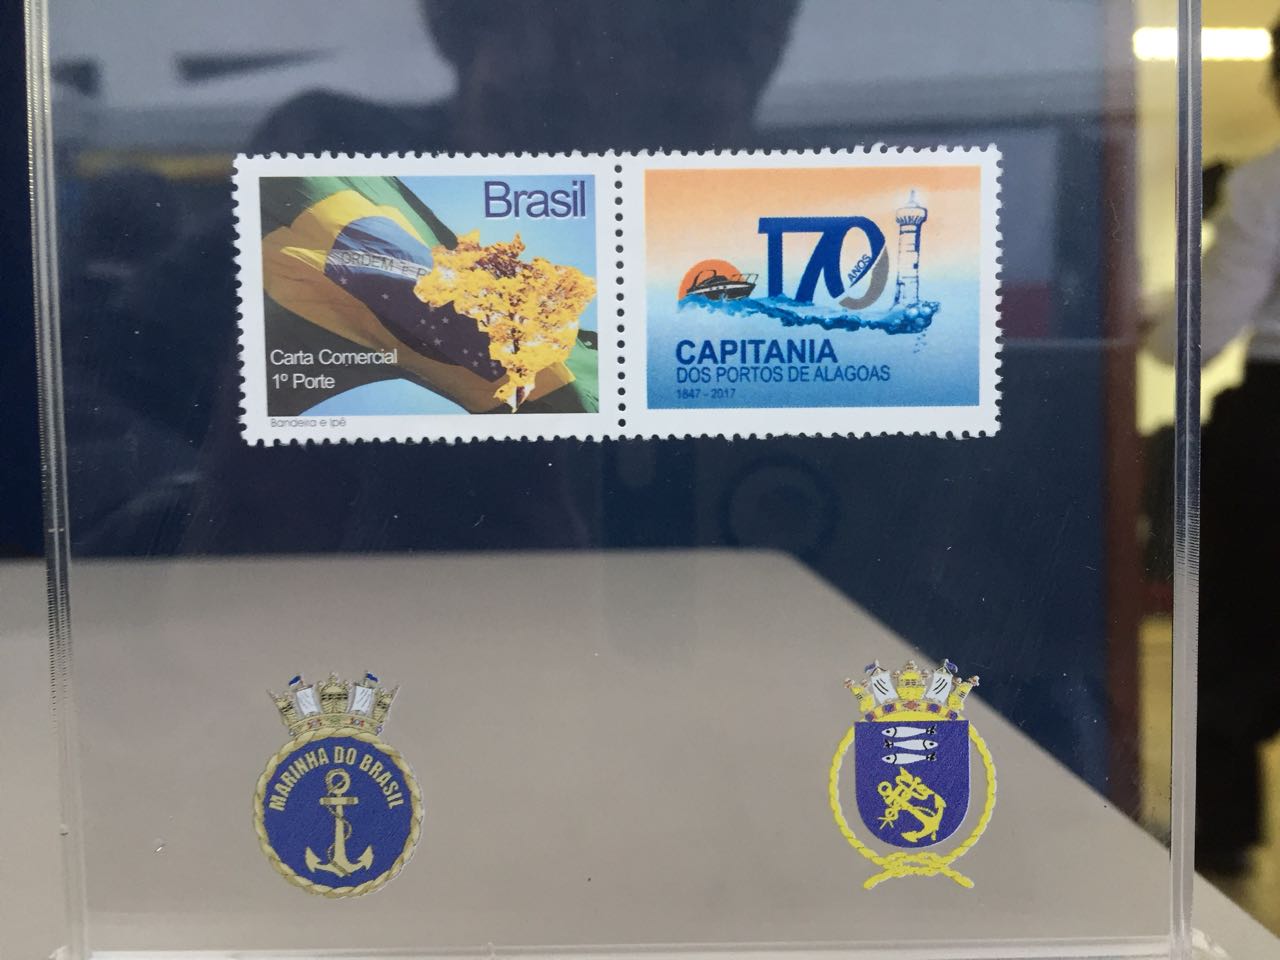 Brasil
ORDEM E P
Carta Comercial
1º Porte
Bandeira e Ipê
170
ANOS
CAPITANIA
DOS PORTOS DE ALAGOAS
1847 - 2017
MARINHA DO BRASIL